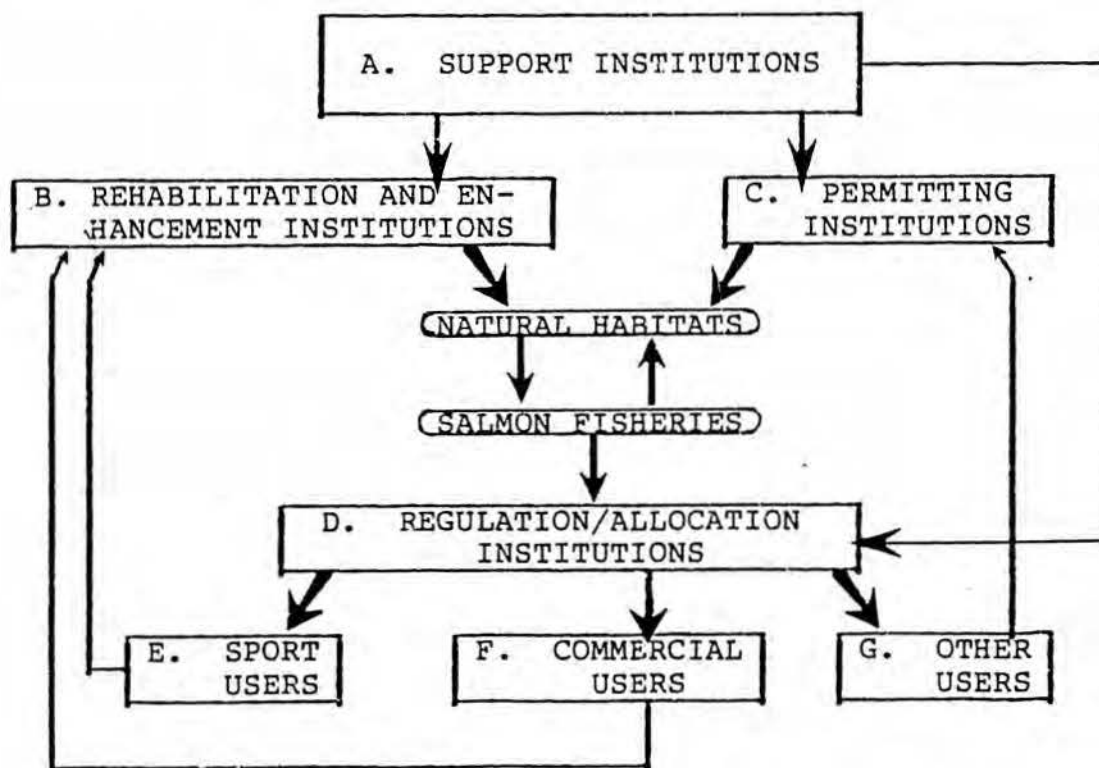 A. SUPPORT INSTITUTIONS
B. REHABILITATION AND EN-
HANCEMENT INSTITUTIONS
C. PERMITTING
INSTITUTIONS
NATURAL HABITATS
SALMON FISHERIES
D. REGULATION/ALLOCATION
INSTITUTIONS
E. SPORT
USERS
F. COMMERCIAL
USERS
G. OTHER
USERS